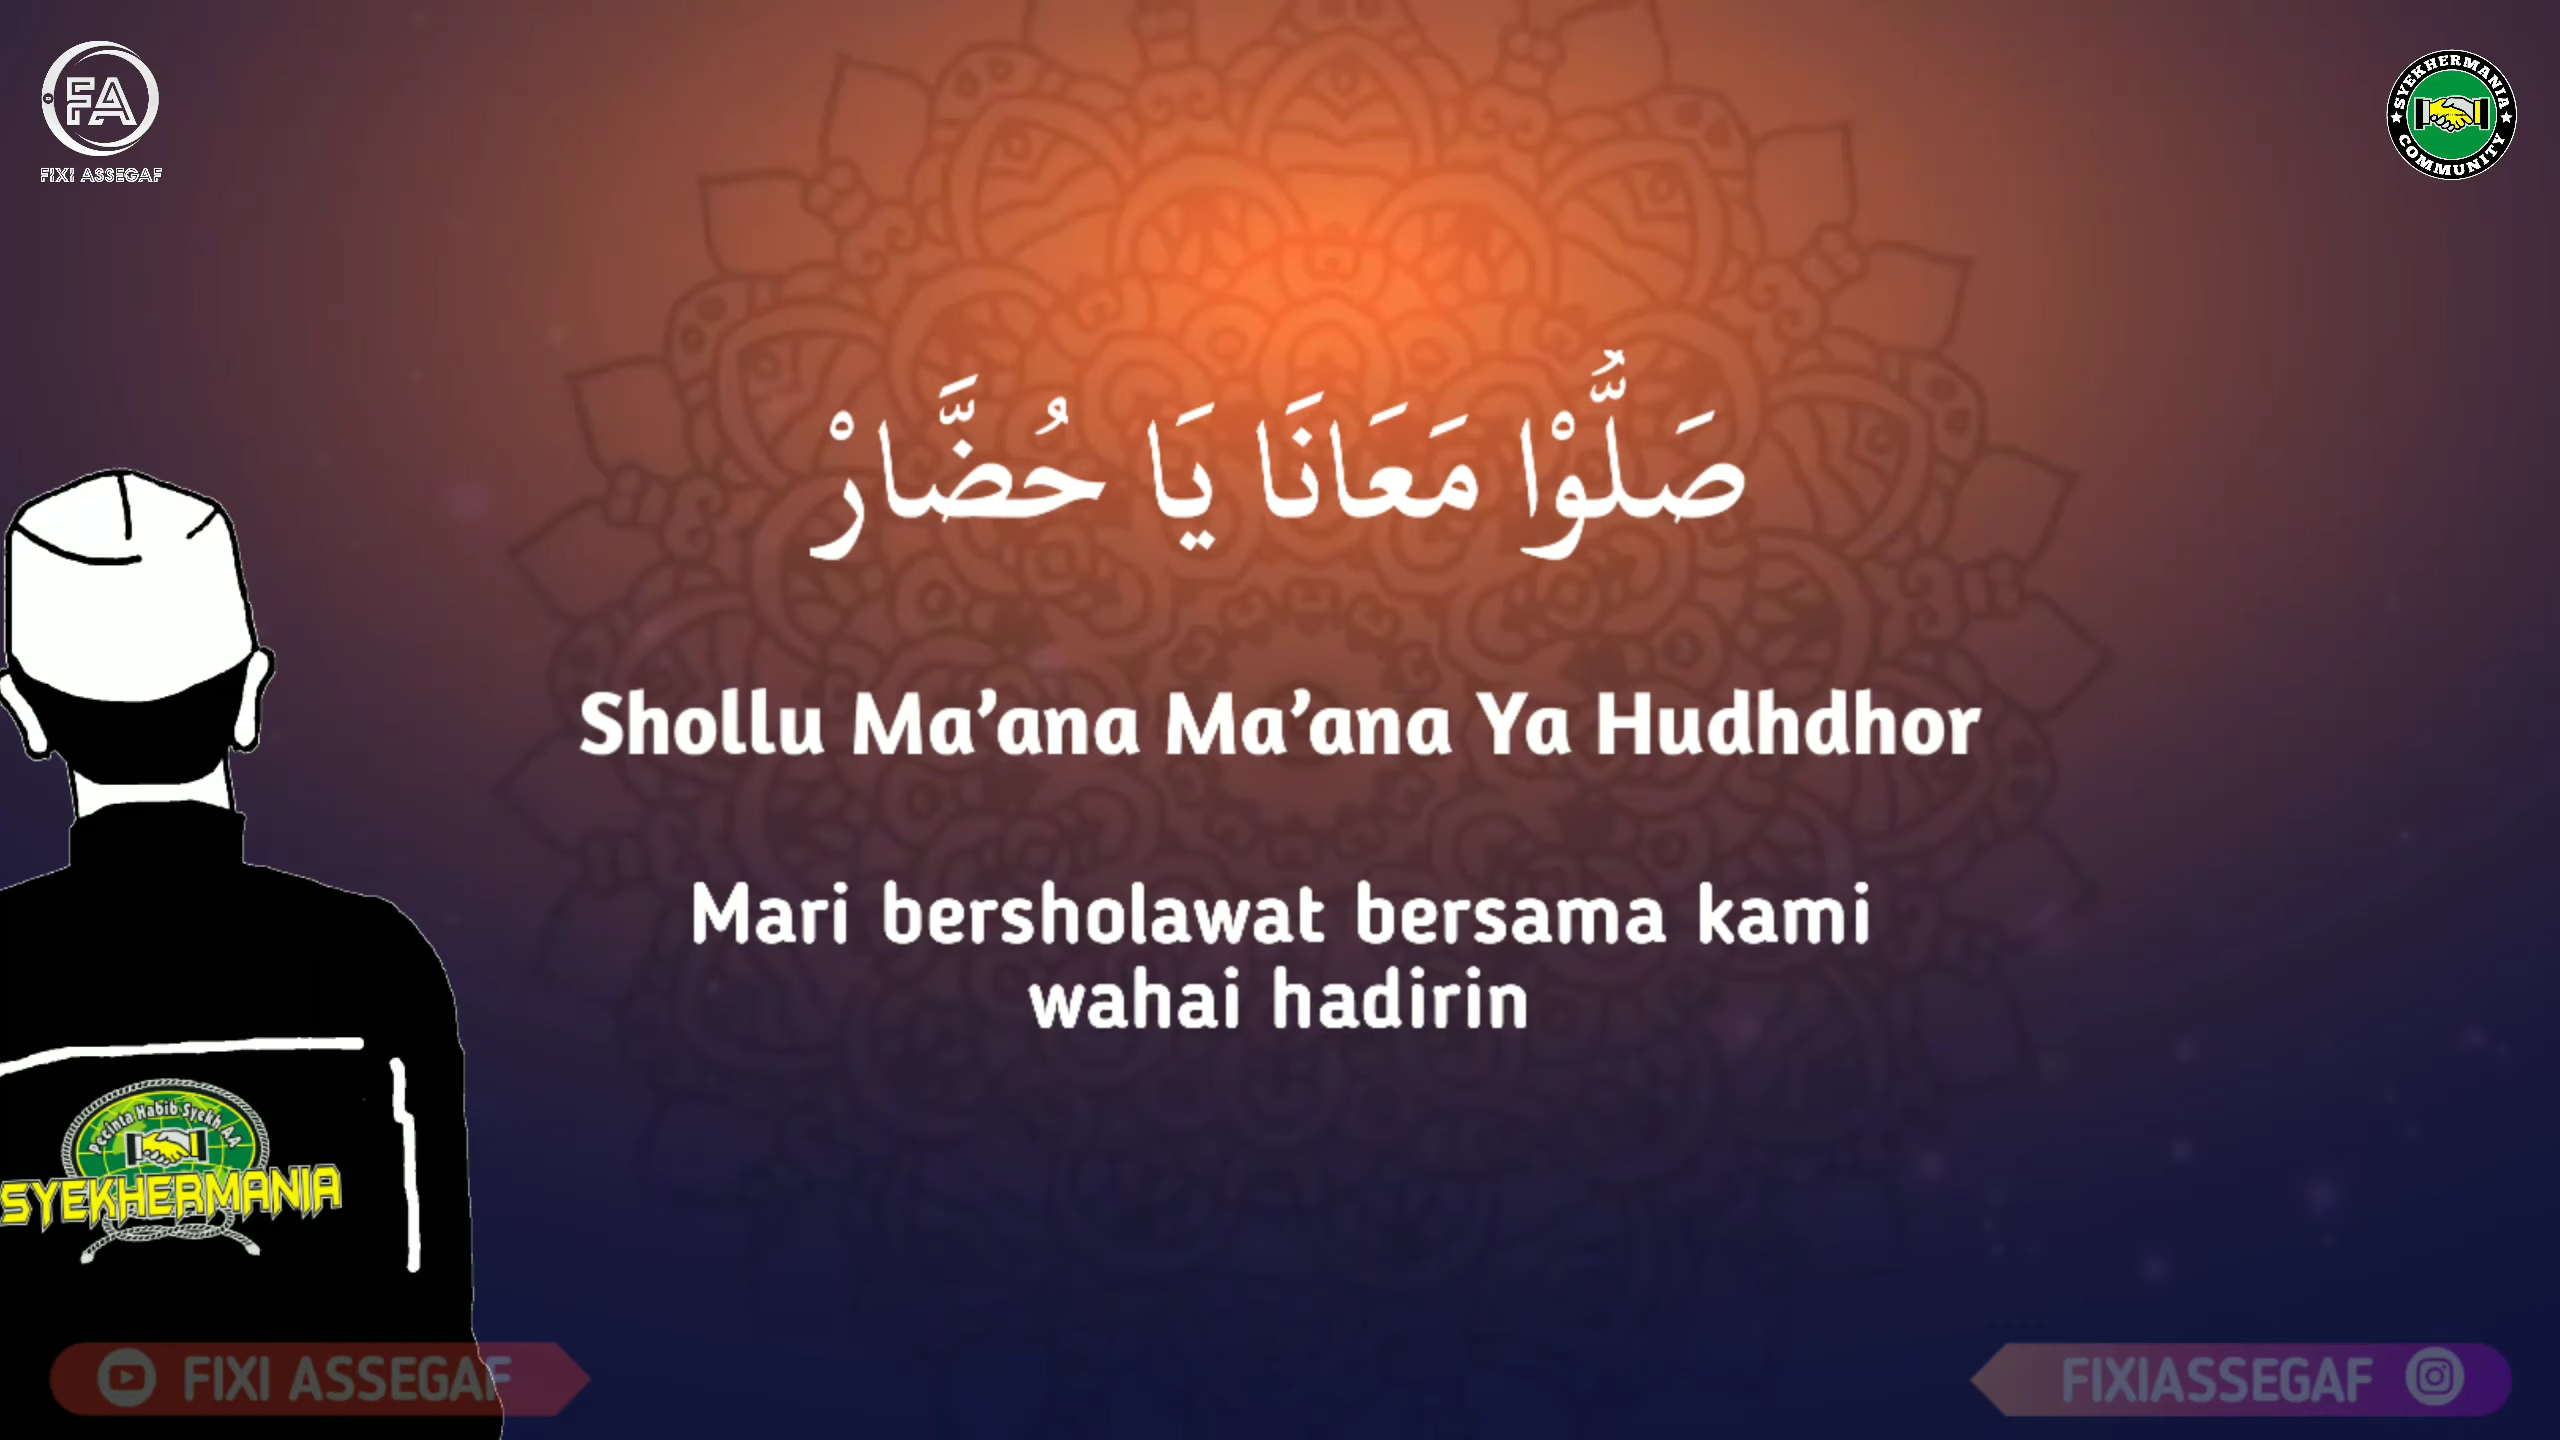 FA
FIXI ASSEGAF
SYEKHERMANIA
COMMUNITY
صَلُّوْا مَعَانَا يَا حُضَّارْ
Shollu Ma’ana Ma’ana Ya Hudhdhor
Mari bersholawat bersama kami
wahai hadirin
Pecinta Habib Syekh AA
SYEKHERMANIA
FIXI ASSEGAF
FIXIASSEGAF